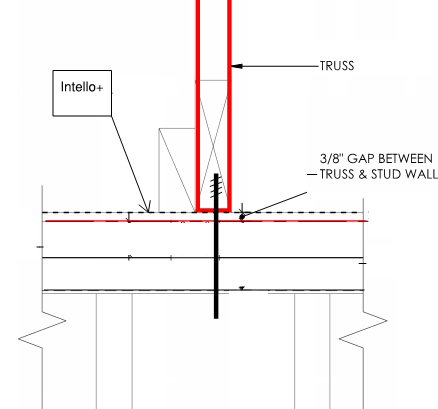 TRUSS
Intello+
3/8" GAP BETWEEN
TRUSS & STUD WALL